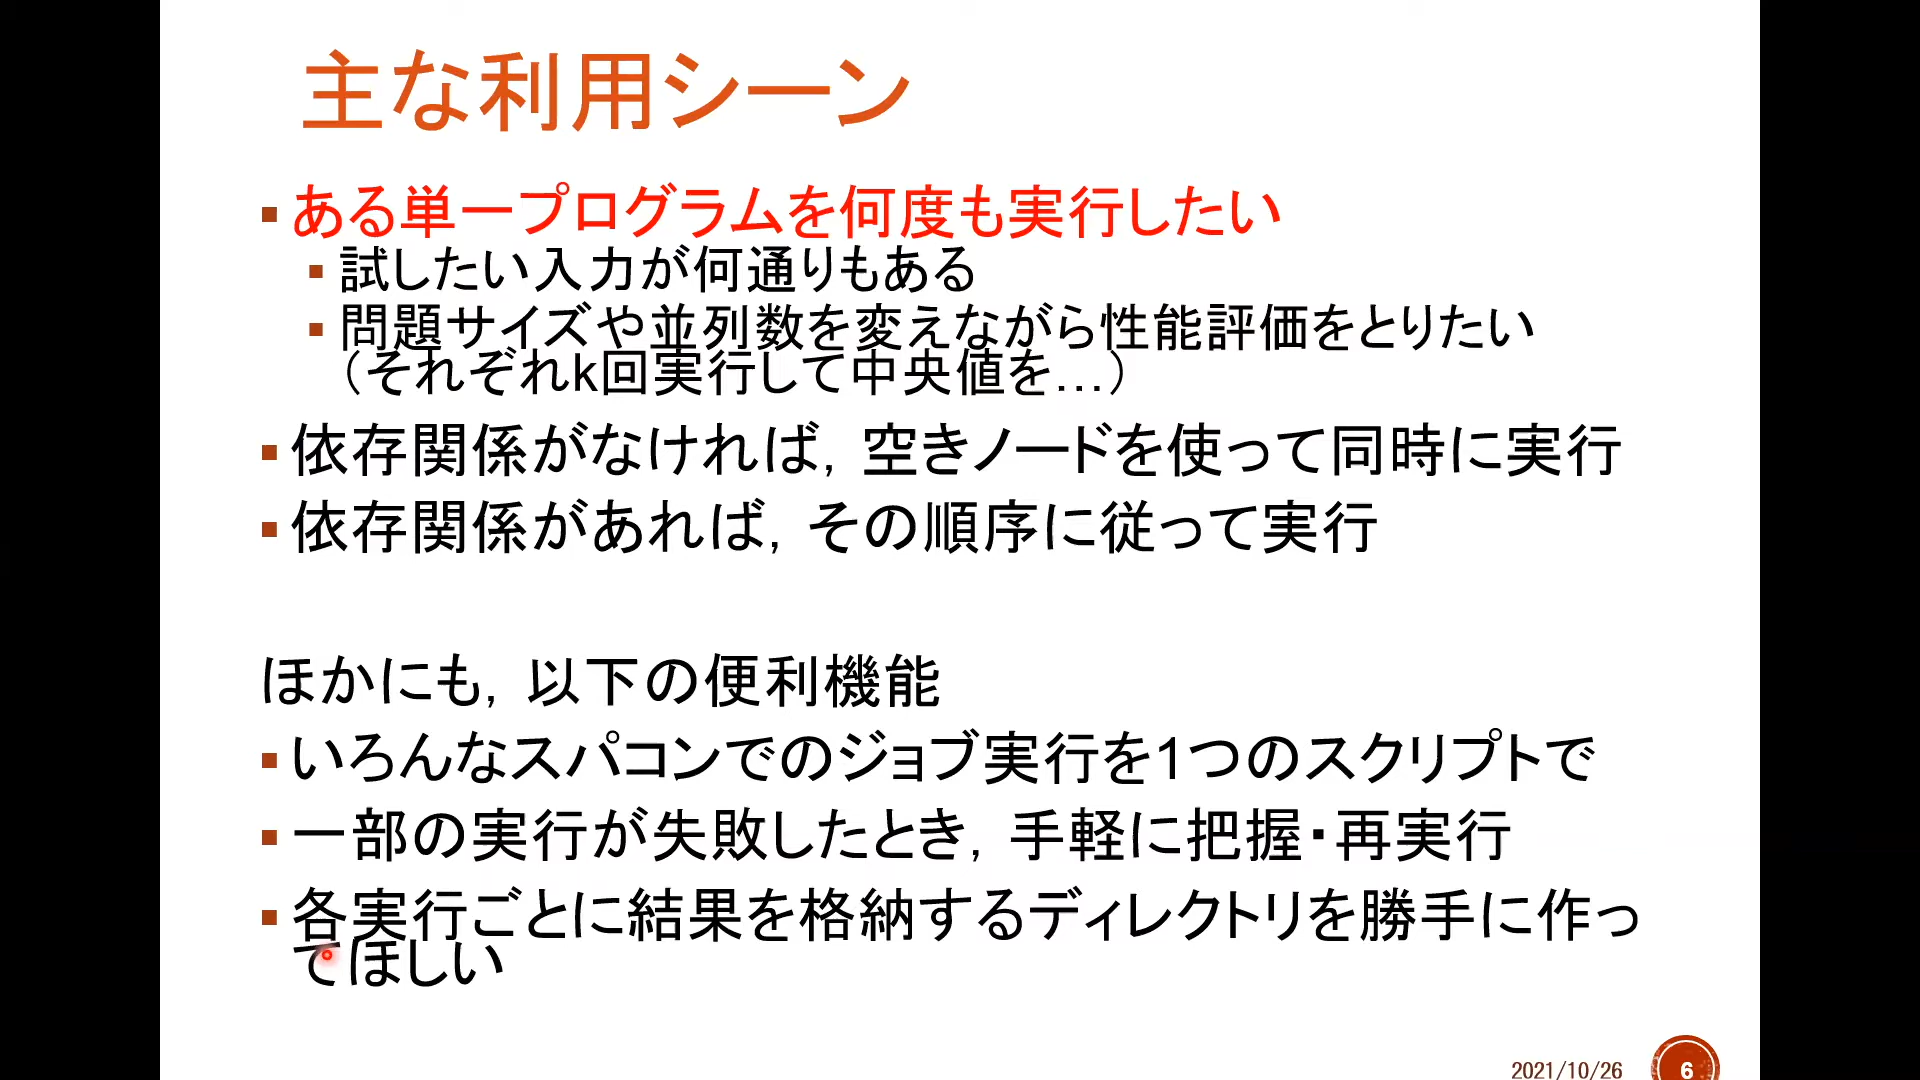 主な利用シーン
ある単一プログラムを何度も実行したい
試したい入力が何通りもある
問題サイズや並列数を変えながら性能評価をとりたい
（それぞれk回実行して中央値を…）
依存関係がなければ，空きノードを使って同時に実行
依存関係があれば，その順序に従って実行
ほかにも，以下の便利機能
いろんなスパコンでのジョブ実行を1つのスクリプトで
一部の実行が失敗したとき，手軽に把握・再実行
各実行ごとに結果を格納するディレクトリを勝手に作っ
てほしい
2021/10/26
6